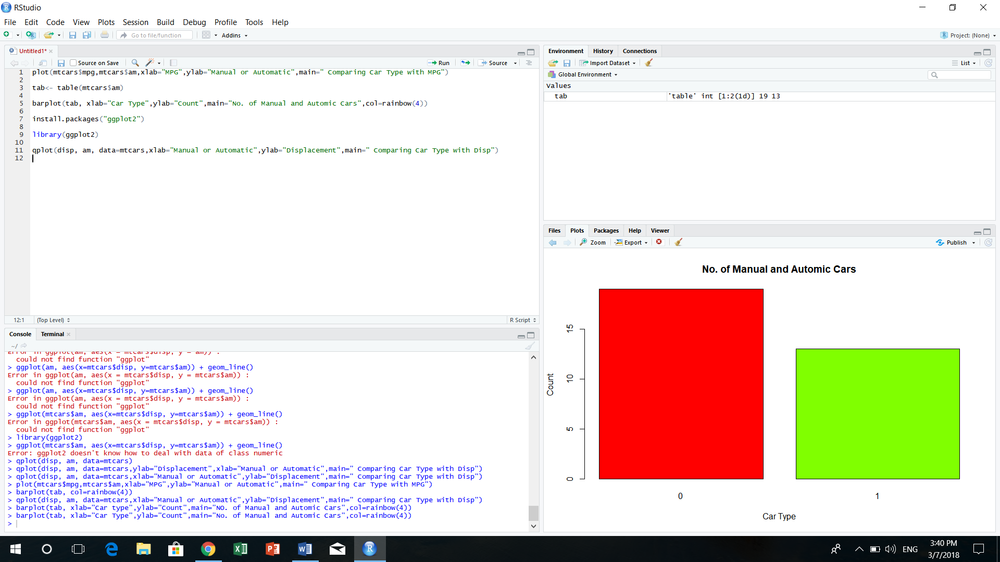 RStudio
File Edit Code View Plots Session Build Debug Profile Tools Help
Go to file/function Addins Project: (None)
Untitled1*
Source on Save Run Source
1 plot(mtcars$mpg,mtcars$am,xlab="MPG",ylab="Manual or Automatic",main=" Comparing Car Type with MPG")
2
3 tab<- table(mtcars$am)
4
5 barplot(tab, xlab="Car Type",ylab="Count",main="No. of Manual and Automic Cars",col=rainbow(4))
6
7 install.packages("ggplot2")
8
9 library(ggplot2)
10
11 qplot(disp, am, data=mtcars,xlab="Manual or Automatic",ylab="Displacement",main=" Comparing Car Type with Disp")
12
12:1 (Top Level) R Script
Console Terminal
~/
Error in ggplot(am, aes(x = mtcars$disp, y = am)) :
could not find function "ggplot"
> ggplot(am, aes(x=mtcars$disp, y=mtcars$am)) + geom_line()
Error in ggplot(am, aes(x = mtcars$disp, y = mtcars$am)) :
could not find function "ggplot"
> ggplot(am, aes(x=mtcars$disp, y=mtcars$am)) + geom_line()
Error in ggplot(am, aes(x = mtcars$disp, y = mtcars$am)) :
could not find function "ggplot"
> ggplot(mtcars$am, aes(x=mtcars$disp, y=mtcars$am)) + geom_line()
Error in ggplot(mtcars$am, aes(x = mtcars$disp, y = mtcars$am)) :
could not find function "ggplot"
> library(ggplot2)
> ggplot(mtcars$am, aes(x=mtcars$disp, y=mtcars$am)) + geom_line()
Error: ggplot2 doesn't know how to deal with data of class numeric
> qplot(disp, am, data=mtcars)
> qplot(disp, am, data=mtcars,ylab="Displacement",xlab="Manual or Automatic",main=" Comparing Car Type with Disp")
> qplot(disp, am, data=mtcars,xlab="Manual or Automatic",ylab="Displacement",main=" Comparing Car Type with Disp")
> plot(mtcars$mpg,mtcars$am,xlab="MPG",ylab="Manual or Automatic",main=" Comparing Car Type with MPG")
> barplot(tab, col=rainbow(4))
> qplot(disp, am, data=mtcars,xlab="Manual or Automatic",ylab="Displacement",main=" Comparing Car Type with Disp")
> barplot(tab, xlab="Car type",ylab="Count",main="NO. of Manual and Automic Cars",col=rainbow(4))
> barplot(tab, xlab="Car Type",ylab="Count",main="No. of Manual and Automic Cars",col=rainbow(4))
>
Environment History Connections
Import Dataset List
Global Environment
Values
tab 'table' int [1:2(1d)] 19 13
Files Plots Packages Help Viewer
Zoom Export Publish
No. of Manual and Automic Cars
Count
15
10
5
0
0 1
Car Type
ENG
3:40 PM
3/7/2018